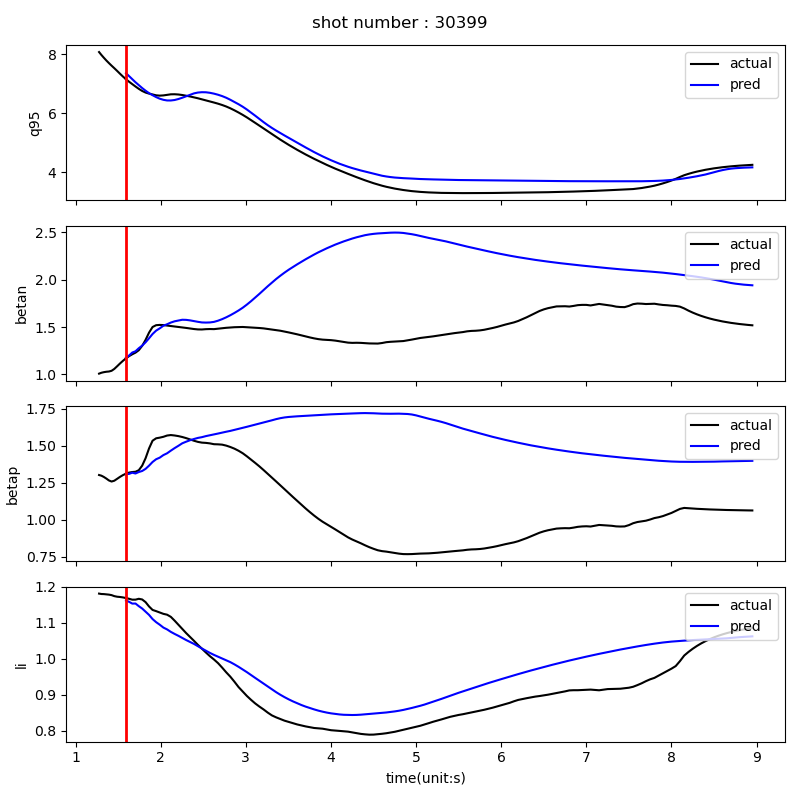 shot number : 30399
8
6
4
q95
actual
pred
2.5
2.0
1.5
1.0
betan
actual
pred
1.75
1.50
1.25
1.00
0.75
betap
actual
pred
1.2
1.1
1.0
0.9
0.8
li
actual
pred
1 2 3 4 5 6 7 8 9
time(unit:s)